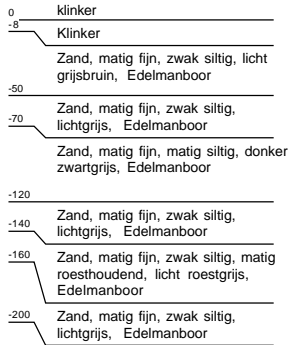 0 klinker
-8 Klinker
Zand, matig fijn, zwak siltig, licht
grijsbruin, Edelmanboor
-50
Zand, matig fijn, zwak siltig,
-70 lichtgrijs, Edelmanboor
Zand, matig fijn, matig siltig, donker
zwartgrijs, Edelmanboor
-120
Zand, matig fijn, zwak siltig,
-140 lichtgrijs, Edelmanboor
-160 Zand, matig fijn, zwak siltig, matig
roesthoudend, licht roestgrijs,
Edelmanboor
-200 Zand, matig fijn, zwak siltig,
lichtgrijs, Edelmanboor